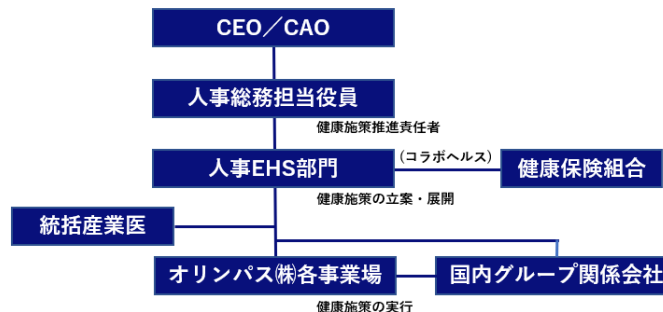 CEO／CAO
人事総務担当役員
健康施策推進責任者
人事EHS部門
(コラボヘルス)
健康保険組合
健康施策の立案・展開
統括産業医
オリンパス㈱各事業場
国内グループ関係会社
健康施策の実行